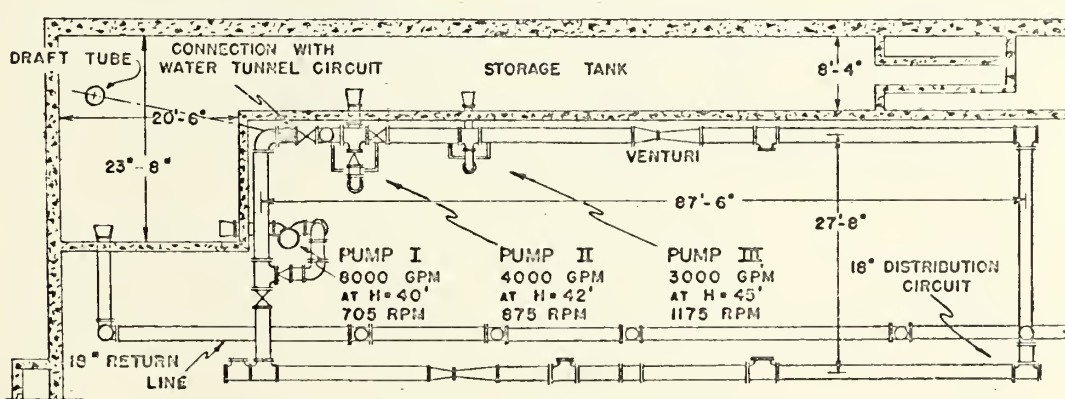 DRAFT TUBE
CONNECTION WITH
WATER TUNNEL CIRCUIT
STORAGE TANK
8'-4"
20'-6"
23'-8"
VENTURI
87'-6"
27'-8"
PUMP I
8000 GPM
AT H=40'
705 RPM
PUMP II
4000 GPM
AT H=42'
875 RPM
PUMP III
3000 GPM
AT H=45'
1175 RPM
18" DISTRIBUTION
CIRCUIT
18" RETURN
LINE